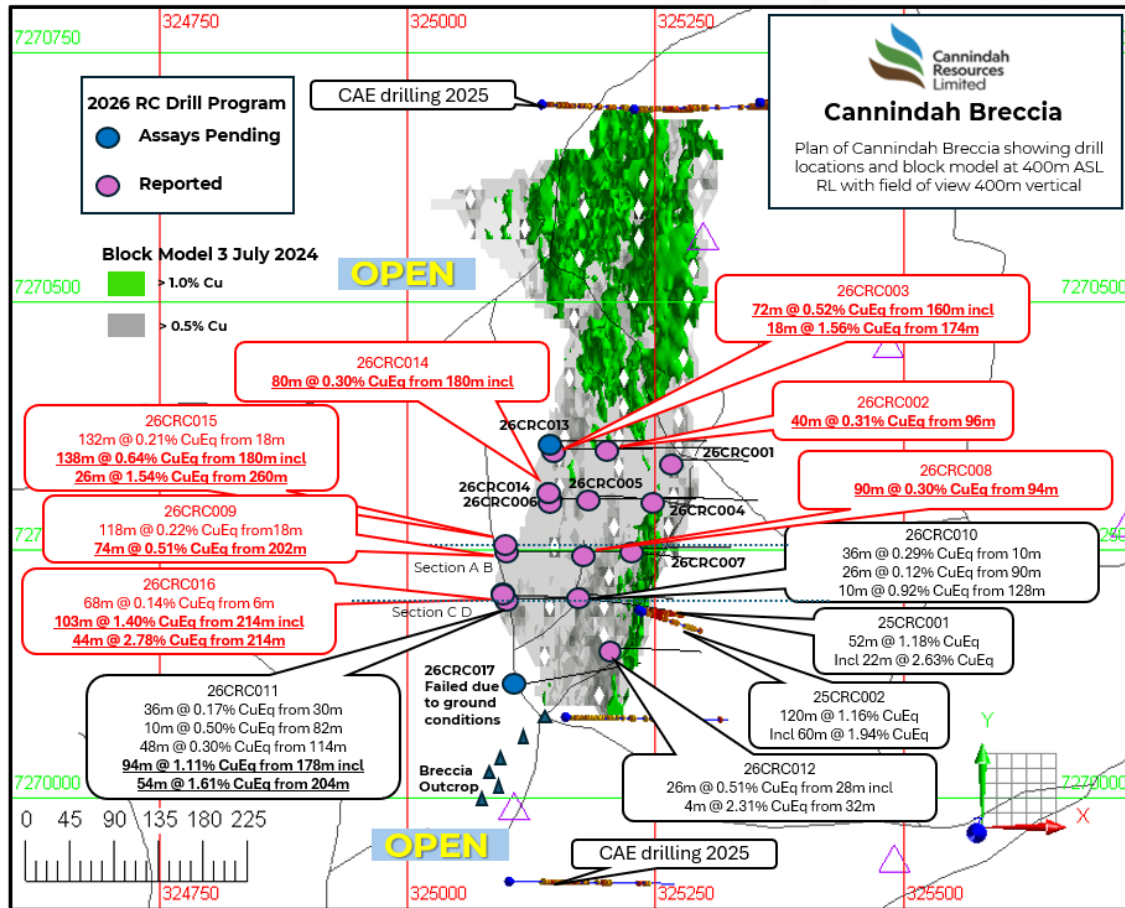 324750
325000
325250
7270750
7270750
Cannindah
Resources
Limited
Cannindah Breccia
Plan of Cannindah Breccia showing drill
locations and block model at 400m ASL
RL with field of view 400m vertical
2026 RC Drill Program
Assays Pending
Reported
CAE drilling 2025
Block Model 3 July 2024
> 1.0% Cu
> 0.5% Cu
OPEN
7270500
7270500
26CRC003
72m @ 0.52% CuEq from 160m incl
18m @ 1.56% CuEq from 174m
26CRC014
80m @ 0.30% CuEq from 180m incl
26CRC002
40m @ 0.31% CuEq from 96m
26CRC015
132m @ 0.21% CuEq from 18m
138m @ 0.64% CuEq from 180m incl
26m @ 1.54% CuEq from 260m
26CRC013
26CRC001
26CRC008
90m @ 0.30% CuEq from 94m
26CRC014
26CRC005
26CRC006
26CRC004
26CRC009
118m @ 0.22% CuEq from18m
74m @ 0.51% CuEq from 202m
26CRC010
36m @ 0.29% CuEq from 10m
26m @ 0.12% CuEq from 90m
10m @ 0.92% CuEq from 128m
Section A B
26CRC007
26CRC016
68m @ 0.14% CuEq from 6m
103m @ 1.40% CuEq from 214m incl
44m @ 2.78% CuEq from 214m
Section C D
25CRC001
52m @ 1.18% CuEq
Incl 22m @ 2.63% CuEq
26CRC017
Failed due
to ground
conditions
26CRC011
36m @ 0.17% CuEq from 30m
10m @ 0.50% CuEq from 82m
48m @ 0.30% CuEq from 114m
94m @ 1.11% CuEq from 178m incl
54m @ 1.61% CuEq from 204m
25CRC002
120m @ 1.16% CuEq
Incl 60m @ 1.94% CuEq
Breccia
Outcrop
26CRC012
26m @ 0.51% CuEq from 28m incl
4m @ 2.31% CuEq from 32m
Y
X
7270000
7270000
0 45 90 135 180 225
OPEN
CAE drilling 2025
324750
325000
325250
325500